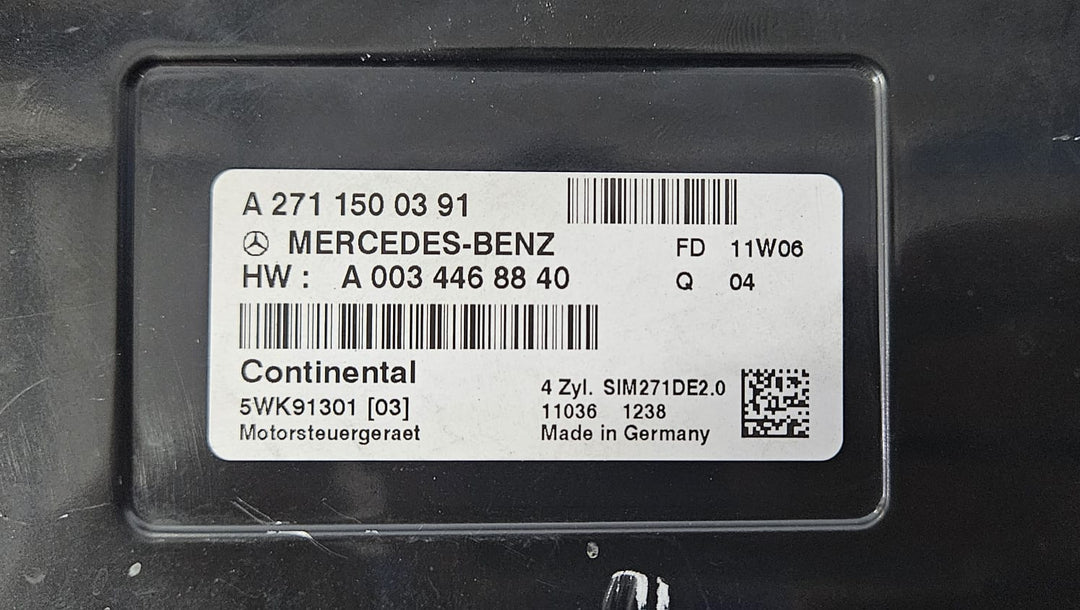 A 271 150 03 91
MERCEDES-BENZ FD 11W06
HW : A 003 446 88 40 Q 04
Continental
5WK91301 [03] 4 Zyl. SIM271DE2.0
11036 1238
Motorsteuergeraet Made in Germany